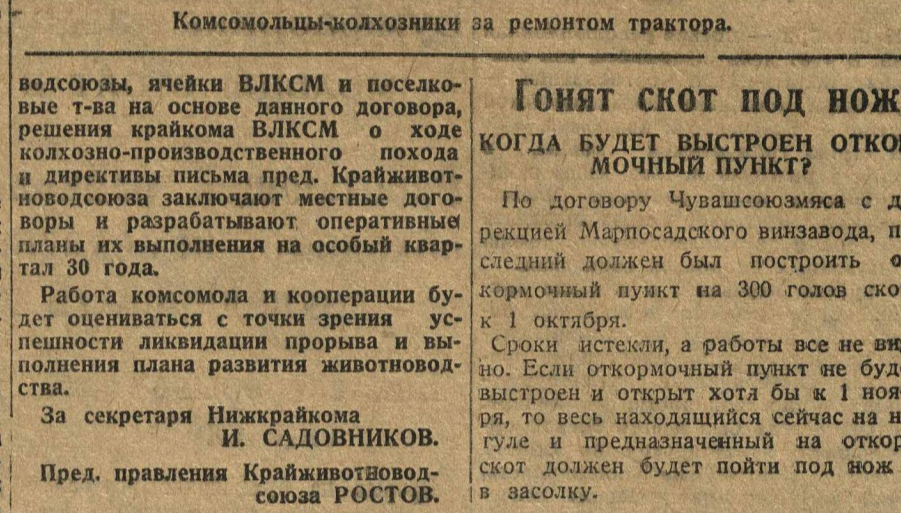 Комсомольцы-колхозники за ремонтом трактора.
водсоюзы, ячейки ВЛКСМ и поселко-
вые т-ва на основе данного договора,
решения крайкома ВЛКСМ о ходе
колхозно-производственного похода
и директивы письма пред. Крайживот-
новодсоюза заключают местные дого-
воры и разрабатывают оперативные
планы их выполнения на особый квар-
тал 30 года.
Работа комсомола и кооперации бу-
дет оцениваться с точки зрения ус-
пешности ликвидации прорыва и вы-
полнения плана развития животновод-
ства.
За секретаря Нижкрайкома
И. САДОВНИКОВ.
Пред. правления Крайживотновод-
союза РОСТОВ.
Гонят скот под нож
КОГДА БУДЕТ ВЫСТРОЕН ОТКОР
МОЧНЫЙ ПУНКТ?
По договору Чувашсоюзмяса с д
рекцией Марпосадского винзавода, п
следний должен был построить о
кормочный пункт на 300 голов ско
к 1 октября.
Сроки истекли, а работы все не вид
но. Если откормочный пункт не буд
выстроен и открыт хотя бы к 1 ноя
ря, то весь находящийся сейчас на н
гуле и предназначенный на откор
скот должен будет пойти под нож
в засолку.